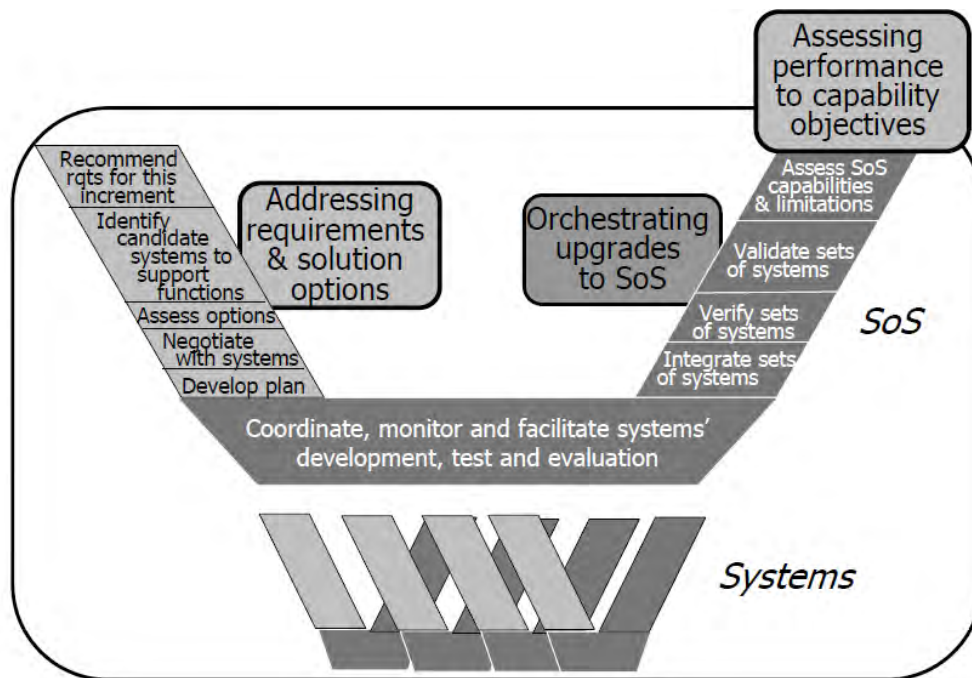 Assessing
performance
to capability
objectives
Recommend
rqts for this
increment
Identify
candidate
systems to
support
functions
Assess options
Negotiate
with systems
Develop plan
Addressing
requirements
& solution
options
Orchestrating
upgrades
to SoS
Assess SoS
capabilities
& limitations
Validate sets
of systems
Verify sets
of systems
Integrate sets
of systems
SoS
Coordinate, monitor and facilitate systems’
development, test and evaluation
Systems